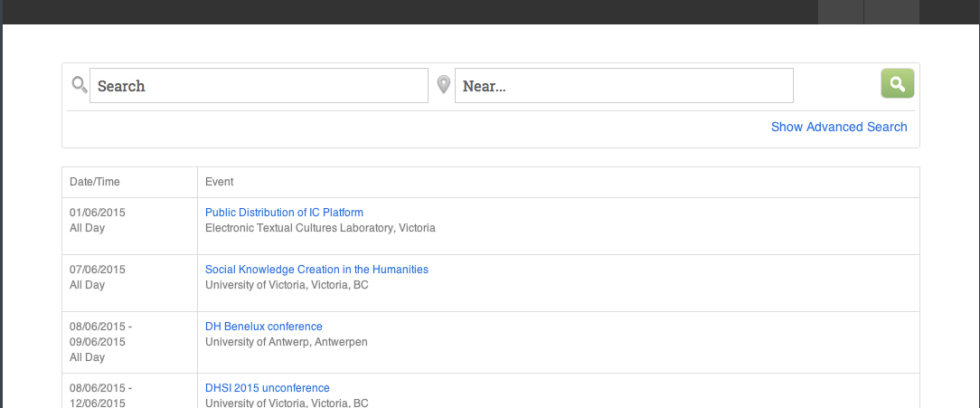 Search
Near...
Show Advanced Search
Date/Time
Event
01/06/2015
All Day
Public Distribution of IC Platform
Electronic Textual Cultures Laboratory, Victoria
07/06/2015
All Day
Social Knowledge Creation in the Humanities
University of Victoria, Victoria, BC
08/06/2015 -
09/06/2015
All Day
DH Benelux conference
University of Antwerp, Antwerpen
08/06/2015 -
12/06/2015
DHSI 2015 unconference
University of Victoria, Victoria, BC